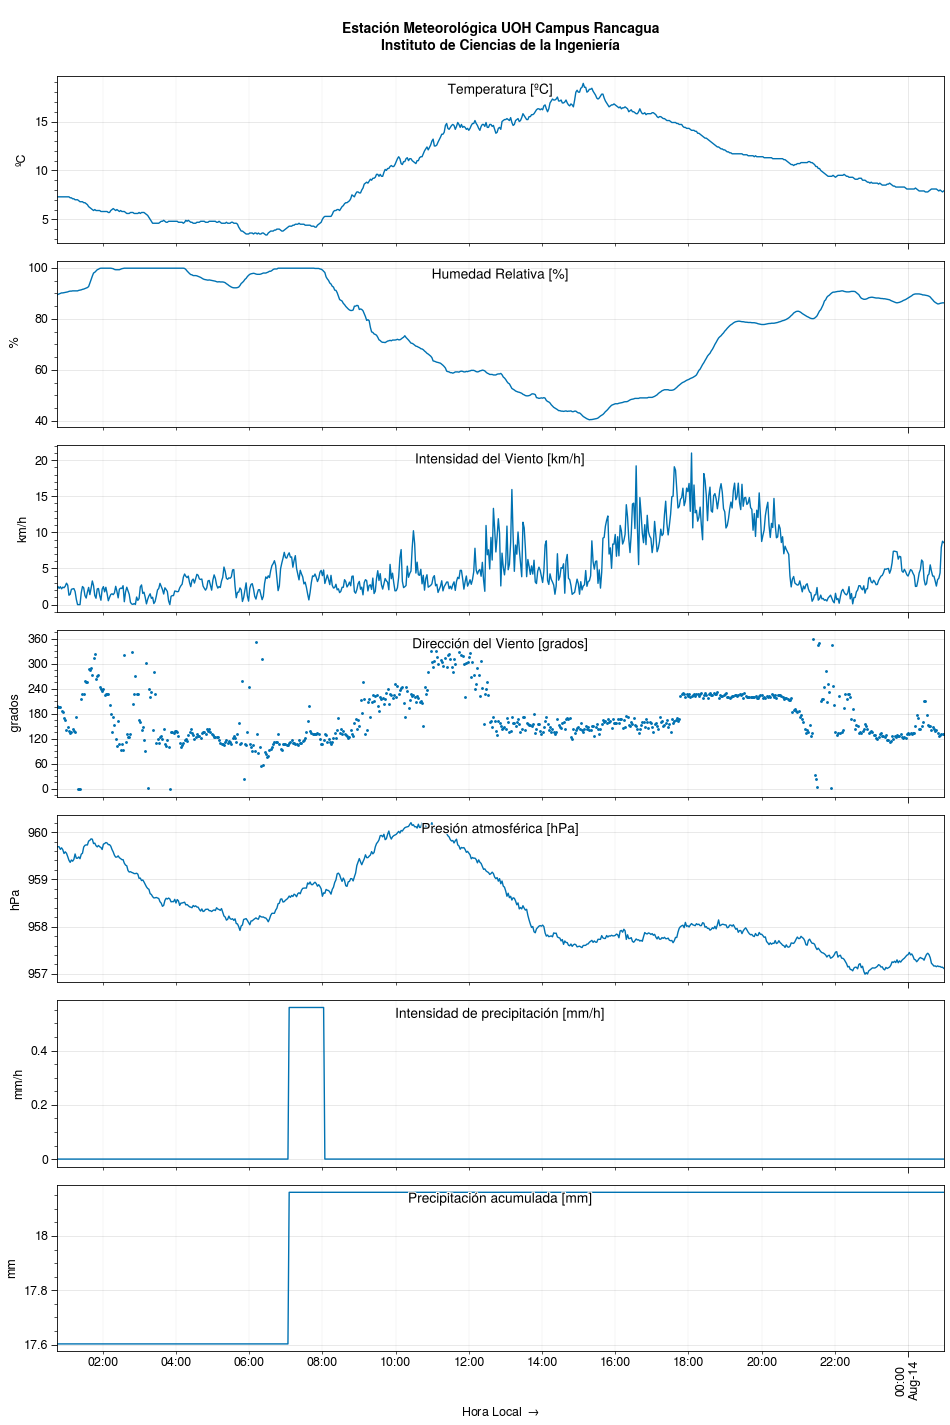 Estación Meteorológica UOH Campus Rancagua
Instituto de Ciencias de la Ingeniería
Temperatura [ºC]
ºC
15
10
5
Humedad Relativa [%]
%
100
80
60
40
Intensidad del Viento [km/h]
km/h
20
15
10
5
0
Dirección del Viento [grados]
grados
360
300
240
180
120
60
0
Presión atmosférica [hPa]
hPa
960
959
958
957
Intensidad de precipitación [mm/h]
mm/h
0.4
0.2
0
Precipitación acumulada [mm]
mm
18
17.8
17.6
02:00 04:00 06:00 08:00 10:00 12:00 14:00 16:00 18:00 20:00 22:00 00:00
Aug-14
Hora Local →